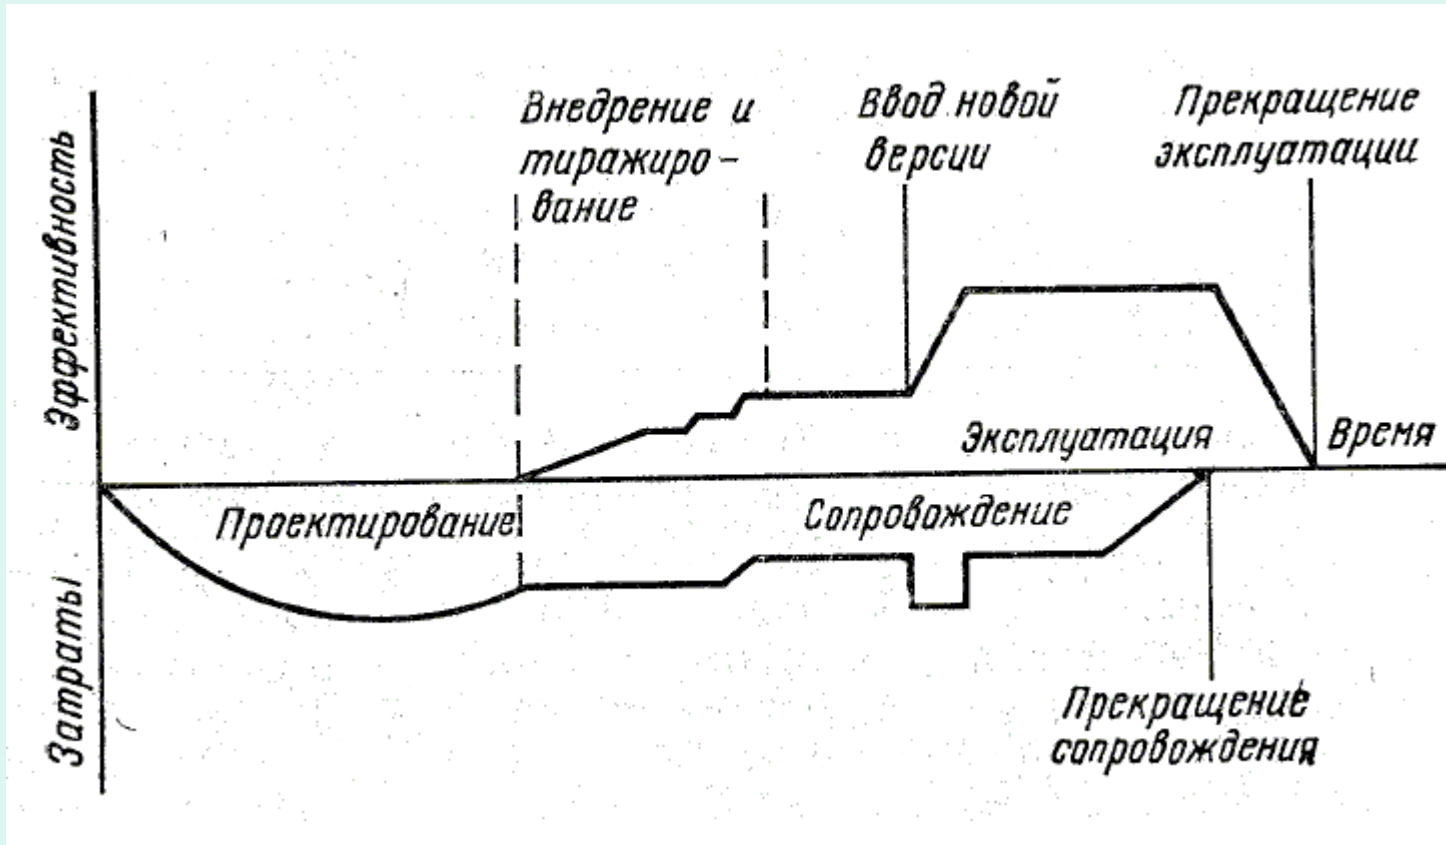 Эффективность
Затраты
Внедрение и
тиражиро-
вание
Ввод новой
версии
Прекращение
эксплуатации
Эксплуатация
Время
Проектирование
Сопровождение
Прекращение
сопровождения